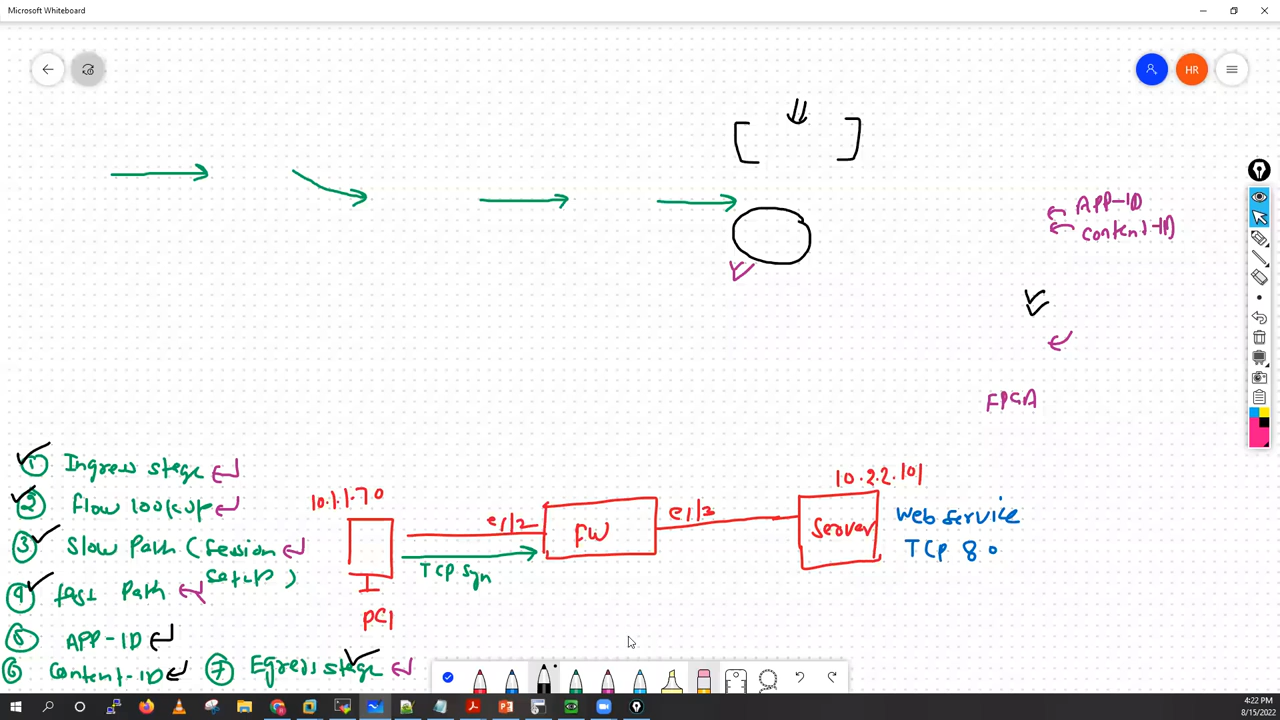 Microsoft Whiteboard
HR
APP-ID
Content-ID
FPGA
1 Ingress stage
2 flow lookup
3 Slow Path (Session
setup)
4 fast Path
5 APP-ID
6 Content-ID
7 Egress stage
10.1.1.70
PC1
TCP Syn
e1/2
FW
e1/3
10.2.2.101
Server
Web Service
TCP 80
4:22 PM
8/15/2022